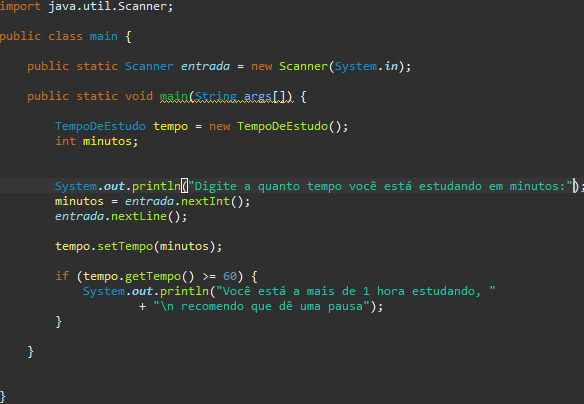 import java.util.Scanner;
public class main {
public static Scanner entrada = new Scanner(System.in);
public static void main(String args[]) {
TempoDeEstudo tempo = new TempoDeEstudo();
int minutos;
System.out.println("Digite a quanto tempo você está estudando em minutos:");
minutos = entrada.nextInt();
entrada.nextLine();
tempo.setTempo(minutos);
if (tempo.getTempo() >= 60) {
System.out.println("Você está a mais de 1 hora estudando, "
+ "\n recomendo que dê uma pausa");
}
}
}